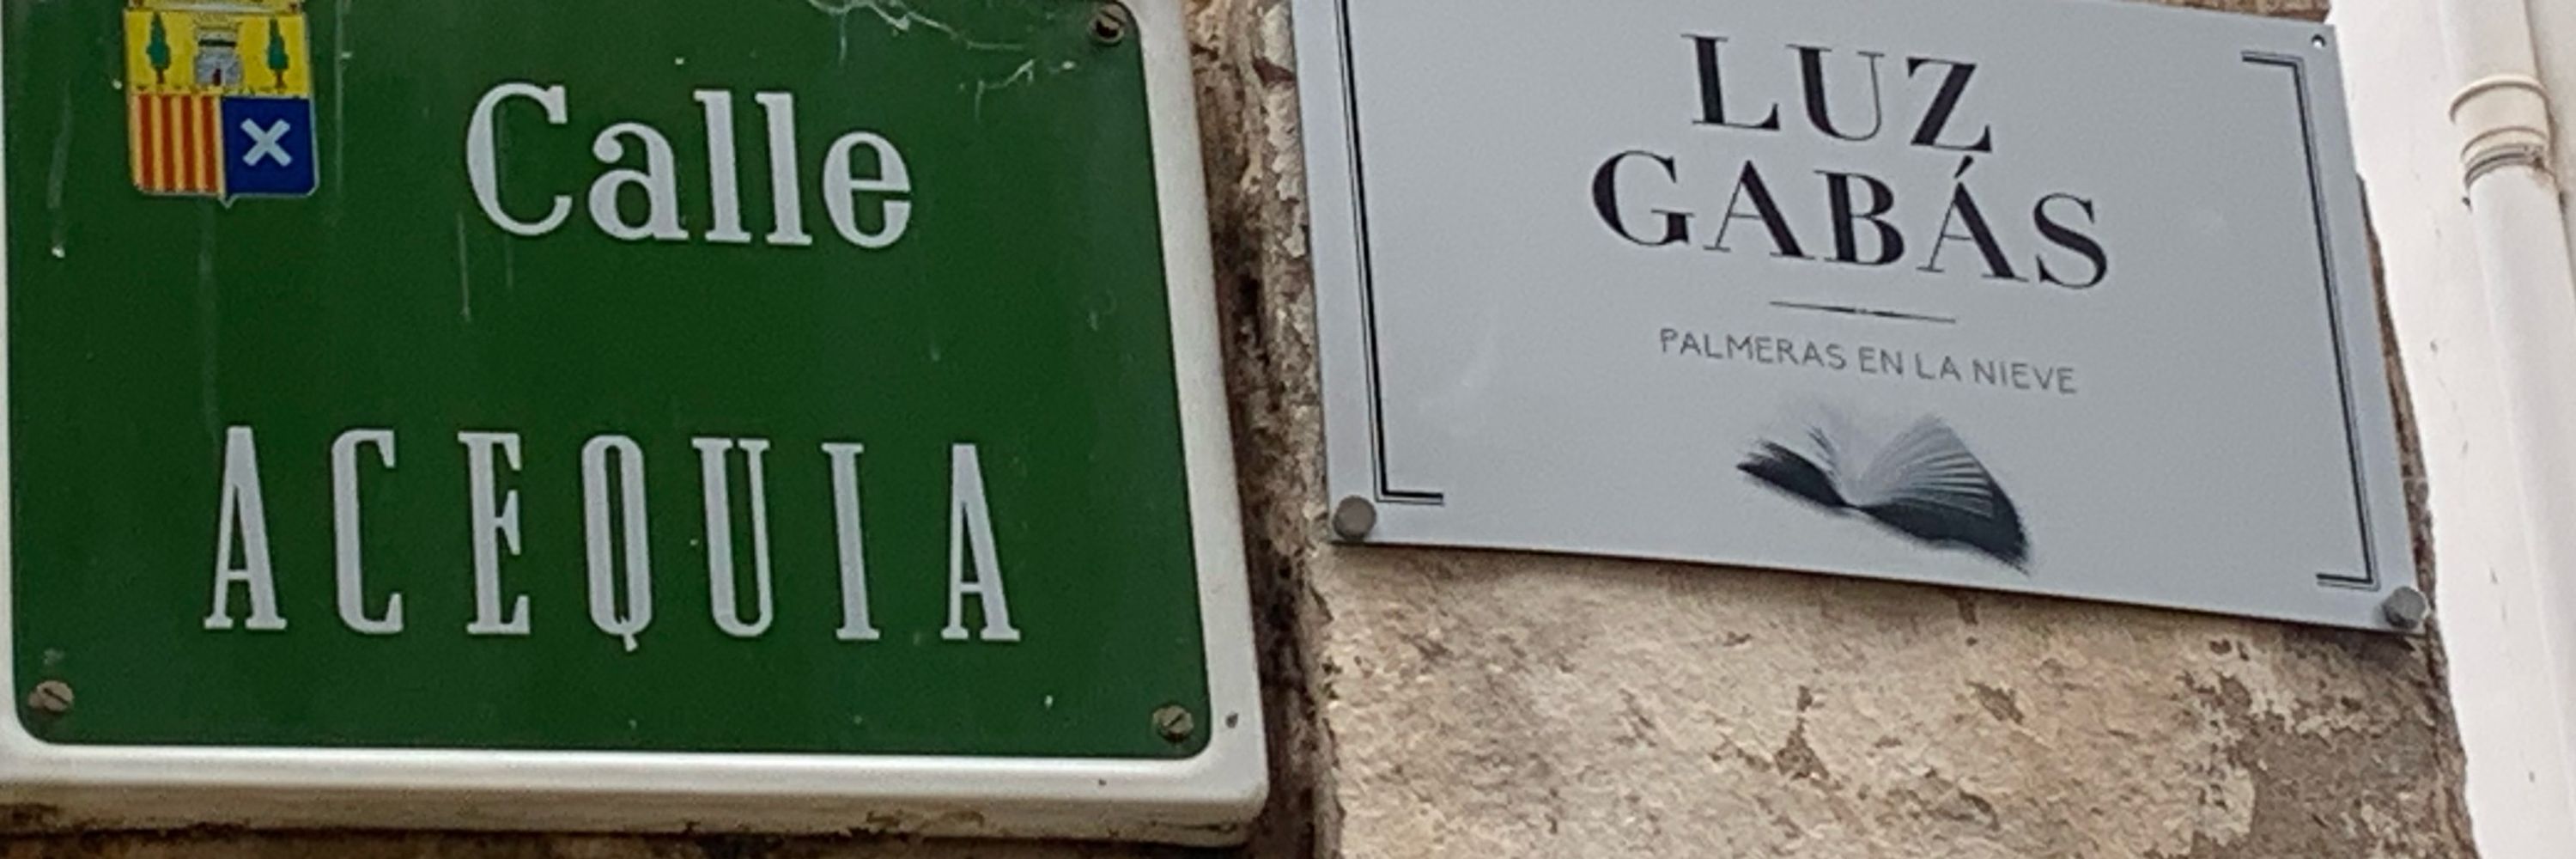 Calle
ACEQUIA
LUZ
GABÁS
PALMERAS EN LA NIEVE